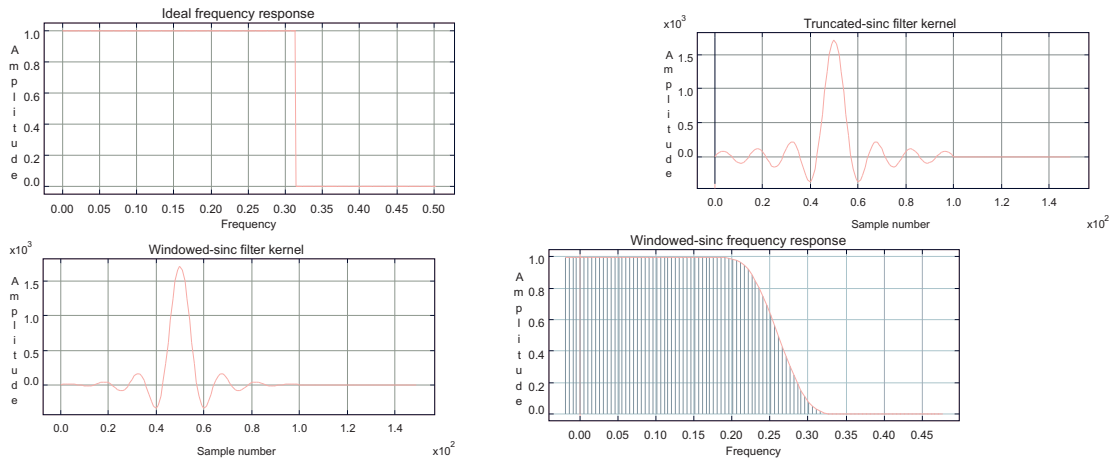 Ideal frequency response
Amplitude
1.0
0.8
0.6
0.4
0.2
0.0
0.00 0.05 0.10 0.15 0.20 0.25 0.30 0.35 0.40 0.45 0.50
Frequency
x10³
Truncated-sinc filter kernel
Amplitude
1.5
1.0
0.5
0.0
0.0 0.2 0.4 0.6 0.8 1.0 1.2 1.4
Sample number
x10²
x10³
Windowed-sinc filter kernel
Amplitude
1.5
1.0
0.5
0.0
0.0 0.2 0.4 0.6 0.8 1.0 1.2 1.4
Sample number
x10²
Windowed-sinc frequency response
Amplitude
1.0
0.8
0.6
0.4
0.2
0.0
0.00 0.05 0.10 0.15 0.20 0.25 0.30 0.35 0.40 0.45
Frequency